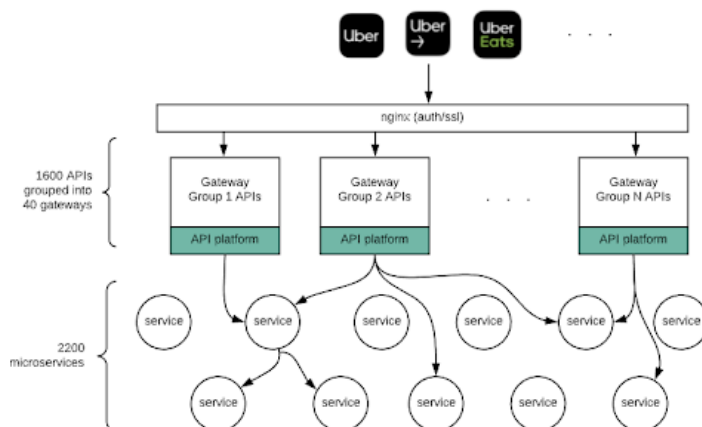 Uber
Uber
Uber
Eats
nginx (auth/ssl)
1600 APIs
grouped into
40 gateways
Gateway
Group 1 APIs
API platform
Gateway
Group 2 APIs
API platform
. . .
Gateway
Group N APIs
API platform
2200
microservices
service
service
service
service
service
service
service
service
service
service
service